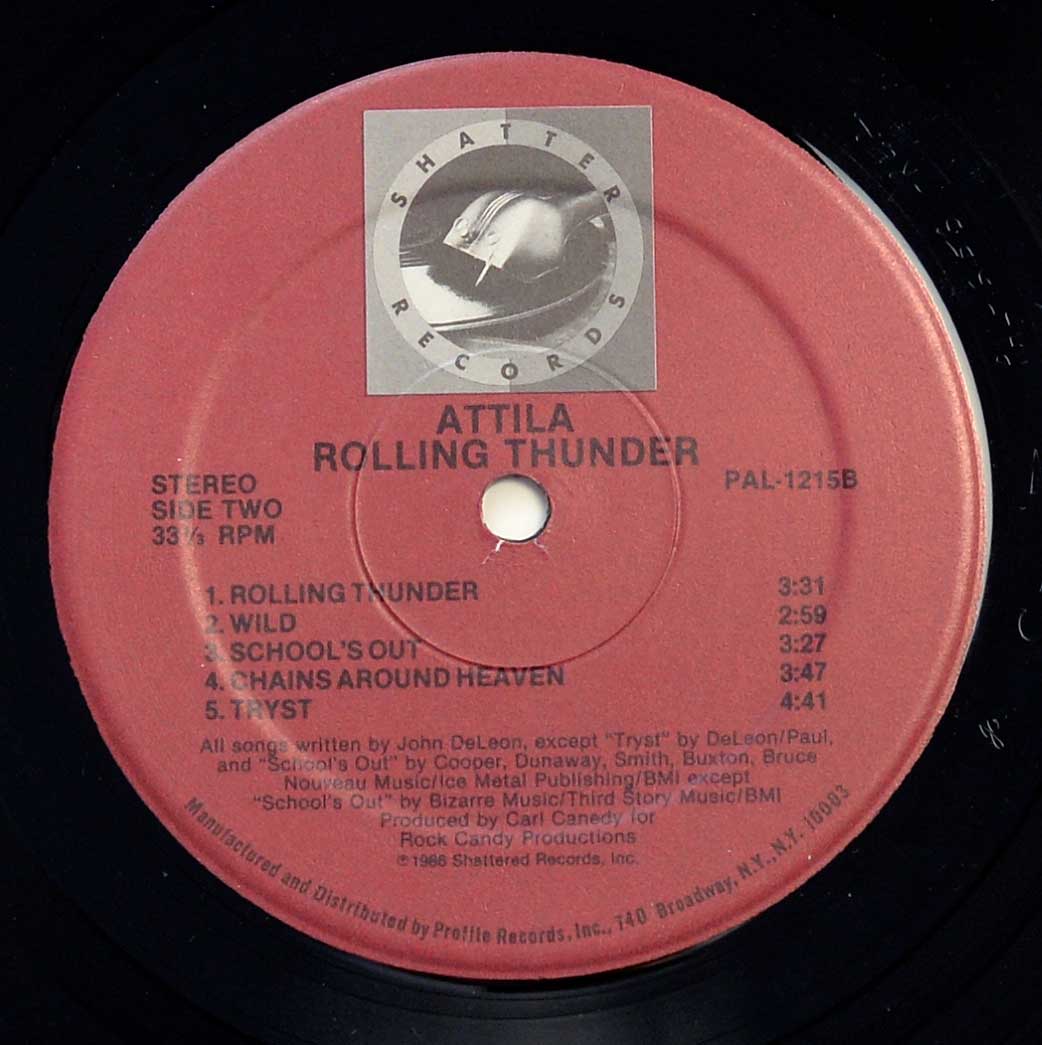 SHATTER
RECORDS
ATTILA
ROLLING THUNDER
STEREO
SIDE TWO
33⅓ RPM
PAL-1215B
1. ROLLING THUNDER 3:31
2. WILD 2:59
3. SCHOOL'S OUT 3:27
4. CHAINS AROUND HEAVEN 3:47
5. TRYST 4:41
All songs written by John DeLeon, except "Tryst" by DeLeon/Paul,
and "School's Out" by Cooper, Dunaway, Smith, Buxton, Bruce
Nouveau Music/Ice Metal Publishing/BMI except
"School's Out" by Bizarre Music/Third Story Music/BMI
Produced by Carl Canedy for
Rock Candy Productions
℗1986 Shattered Records, Inc.
Manufactured and Distributed by Profile Records, Inc., 740 Broadway, N.Y., N.Y. 10003